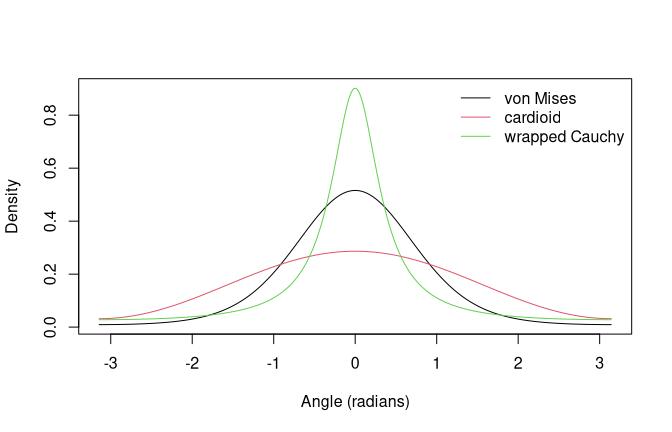 von Mises
cardioid
wrapped Cauchy
Density
0.8
0.6
0.4
0.2
0.0
-3 -2 -1 0 1 2 3
Angle (radians)